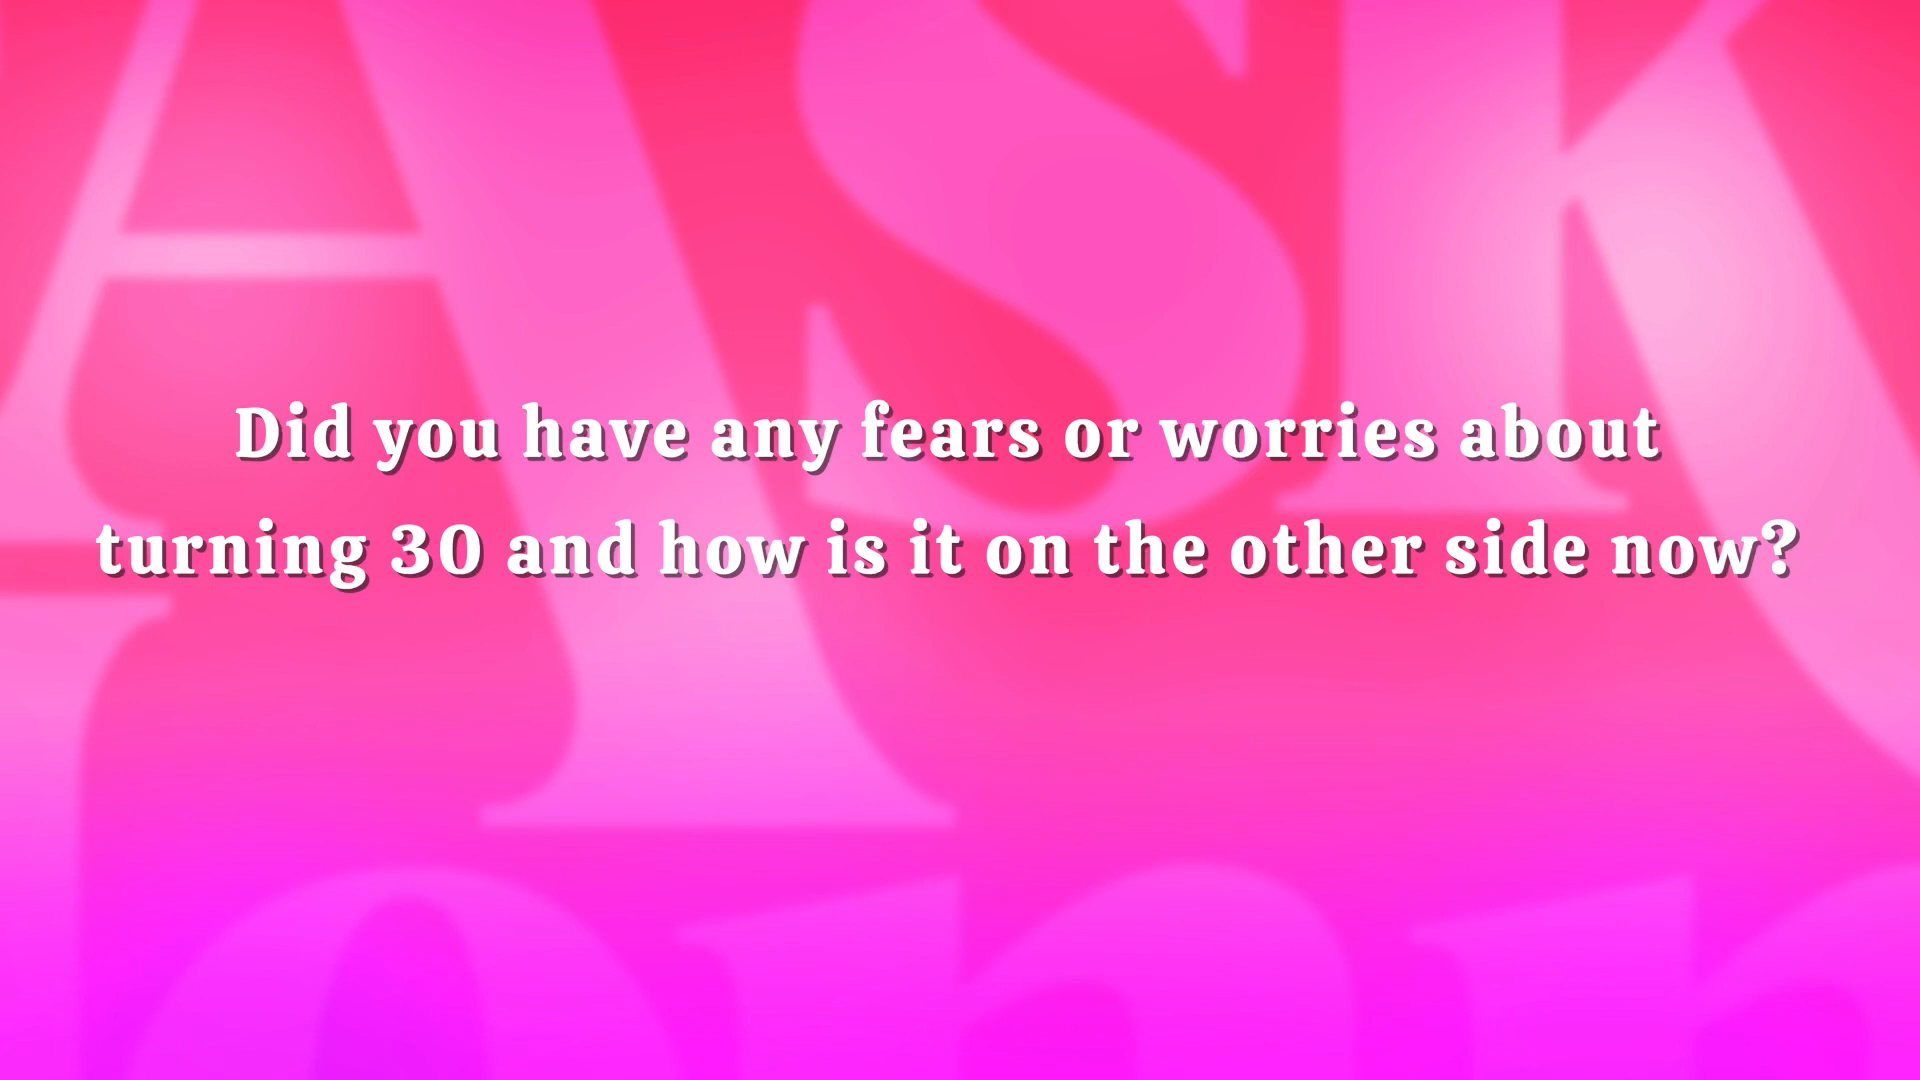 ASK
Did you have any fears or worries about
turning 30 and how is it on the other side now?